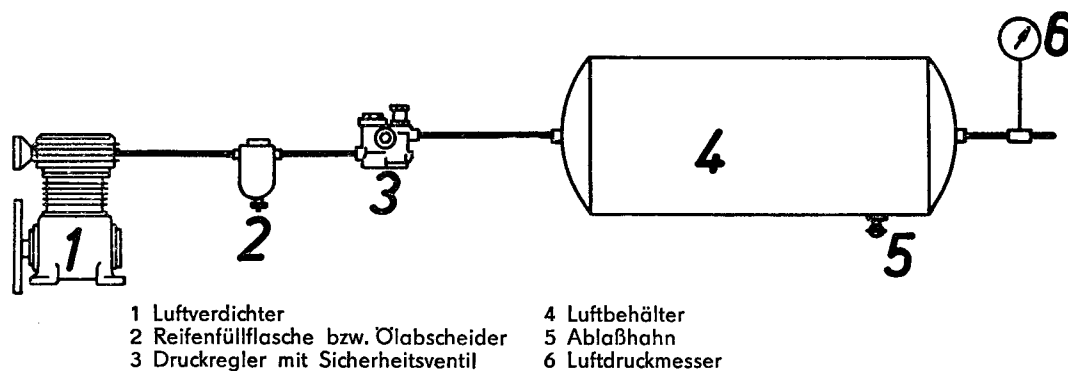 6
4
3
2
1
5
1 Luftverdichter
2 Reifenfüllflasche bzw. Ölabscheider
3 Druckregler mit Sicherheitsventil
4 Luftbehälter
5 Ablaßhahn
6 Luftdruckmesser